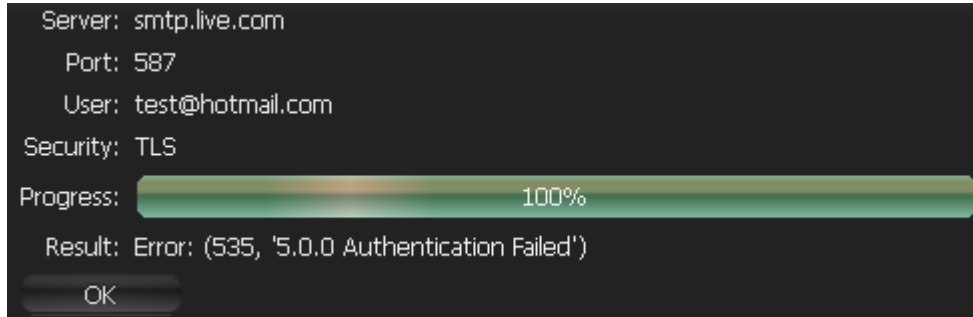 Server: smtp.live.com
Port: 587
User: test@hotmail.com
Security: TLS
Progress: 100%
Result: Error: (535, '5.0.0 Authentication Failed')
OK